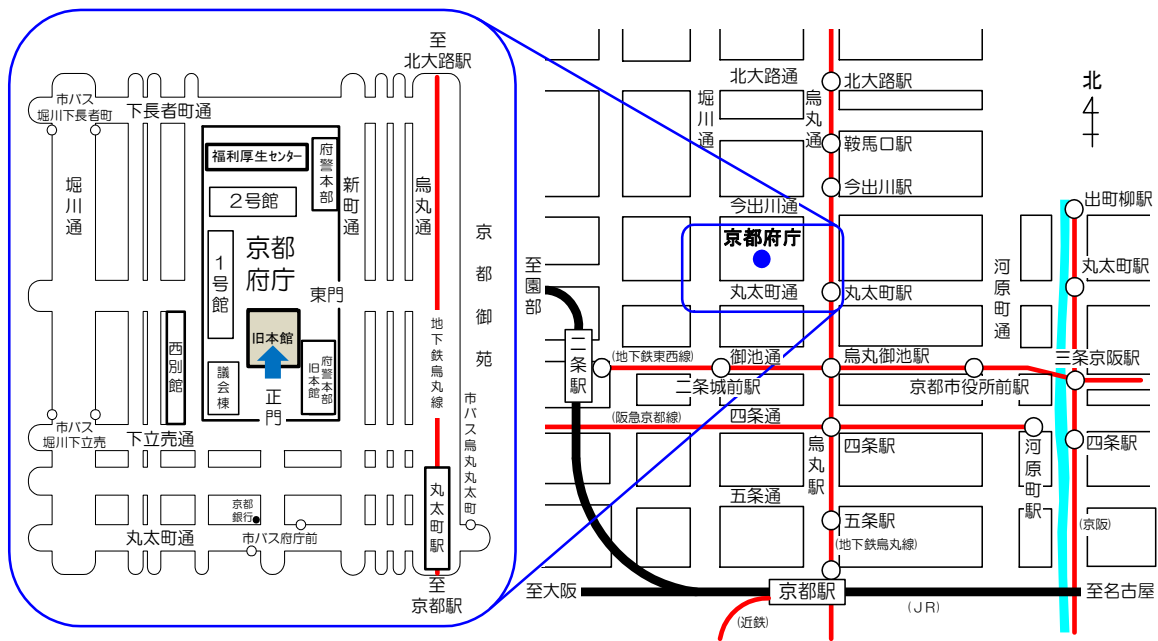 至
北大路駅
市バス
堀川下長者町
下長者町通
福利厚生センター
府警本部
2号館
堀川通
新町通
烏丸通
京都御苑
京都
府庁
1号館
東門
旧本館
地下鉄烏丸線
西別館
議会棟
府警本部
旧本館
正門
市バス
堀川下立売
下立売通
市バス烏丸丸太町
丸太町駅
京都
銀行
丸太町通
市バス府庁前
至
京都駅
北大路通
北大路駅
堀川通
烏丸通
北
鞍馬口駅
今出川駅
今出川通
出町柳駅
京都府庁
至園部
河原町通
丸太町駅
丸太町通
丸太町駅
二条駅
(地下鉄東西線)
御池通
烏丸御池駅
三条京阪駅
二条城前駅
京都市役所前駅
(阪急京都線)
四条通
烏丸駅
四条駅
河原町駅
四条駅
五条通
五条駅
(京阪)
(地下鉄烏丸線)
至大阪
京都駅
至名古屋
(JR)
(近鉄)